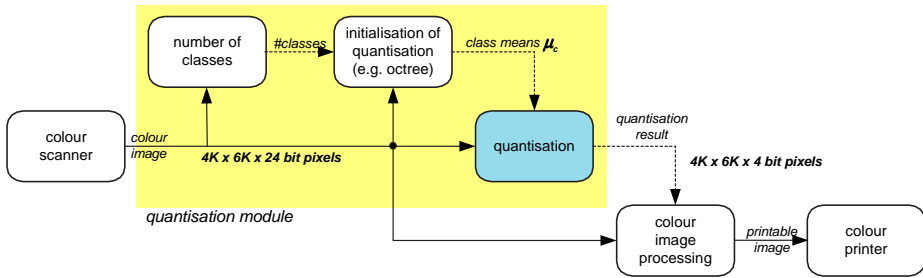 number of
classes
#classes
initialisation of
quantisation
(e.g. octree)
class means μc
colour
scanner
colour
image
4K x 6K x 24 bit pixels
quantisation
quantisation
result
4K x 6K x 4 bit pixels
quantisation module
colour
image
processing
printable
image
colour
printer